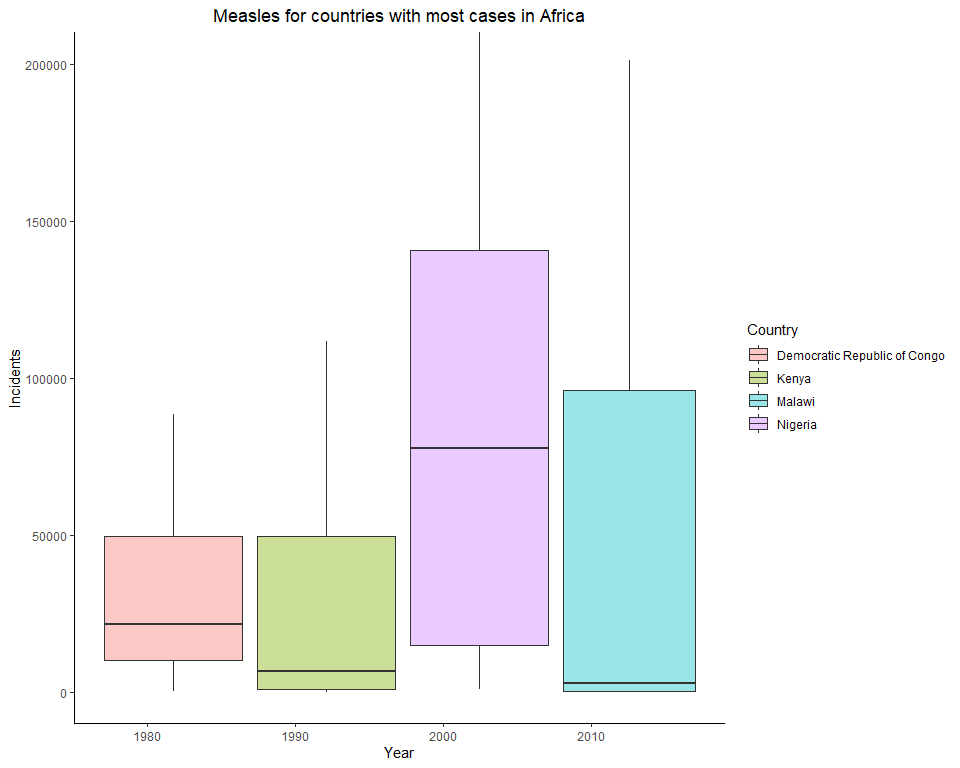 Measles for countries with most cases in Africa
200000
150000
100000
50000
0
Incidents
1980 1990 2000 2010
Year
Country
Democratic Republic of Congo
Kenya
Malawi
Nigeria